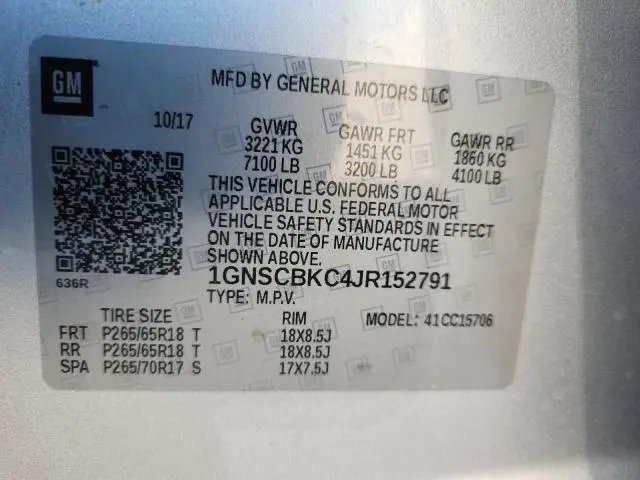 GM
MFD BY GENERAL MOTORS LLC
10/17
GVWR GAWR FRT GAWR RR
3221 KG 1451 KG 1860 KG
7100 LB 3200 LB 4100 LB
THIS VEHICLE CONFORMS TO ALL
APPLICABLE U.S. FEDERAL MOTOR
VEHICLE SAFETY STANDARDS IN EFFECT
ON THE DATE OF MANUFACTURE
SHOWN ABOVE.
636R
1GNSCBKC4JR152791
TYPE: M.P.V.
TIRE SIZE RIM MODEL: 41CC15706
FRT P265/65R18 T 18X8.5J
RR P265/65R18 T 18X8.5J
SPA P265/70R17 S 17X7.5J